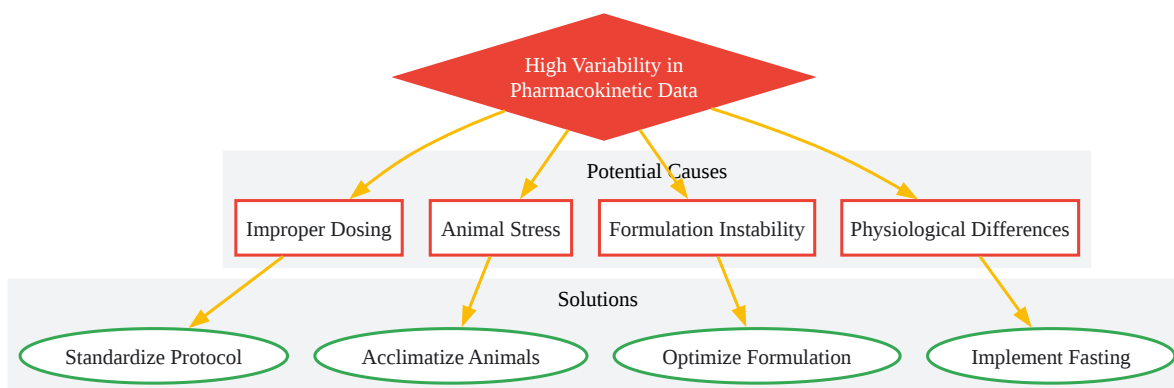 High Variability in
Pharmacokinetic Data
Potential Causes
Improper Dosing
Animal Stress
Formulation Instability
Physiological Differences
Solutions
Standardize Protocol
Acclimatize Animals
Optimize Formulation
Implement Fasting